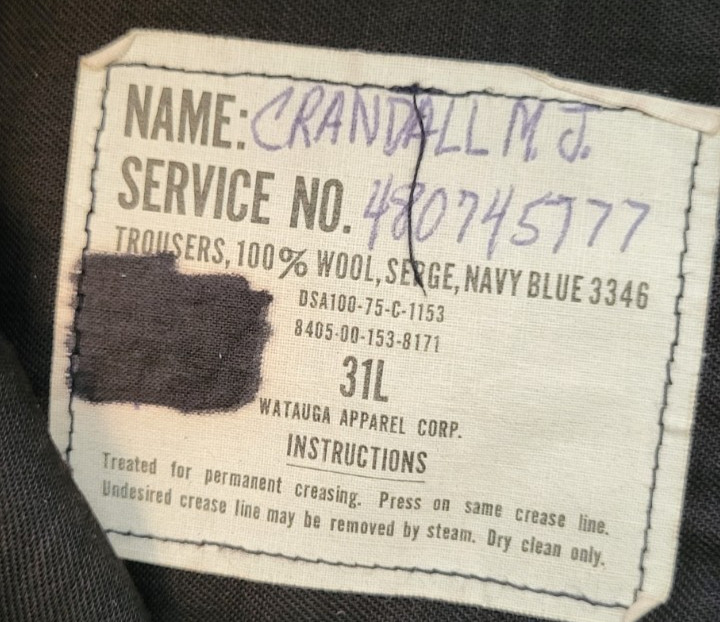 NAME: CRANDALL M. J.
SERVICE NO. 480745777
TROUSERS, 100% WOOL, SERGE, NAVY BLUE 3346
DSA100-75-C-1153
8405-00-153-8171
31L
WATAUGA APPAREL CORP.
INSTRUCTIONS
Treated for permanent creasing. Press on same crease line.
Undesired crease line may be removed by steam. Dry clean only.